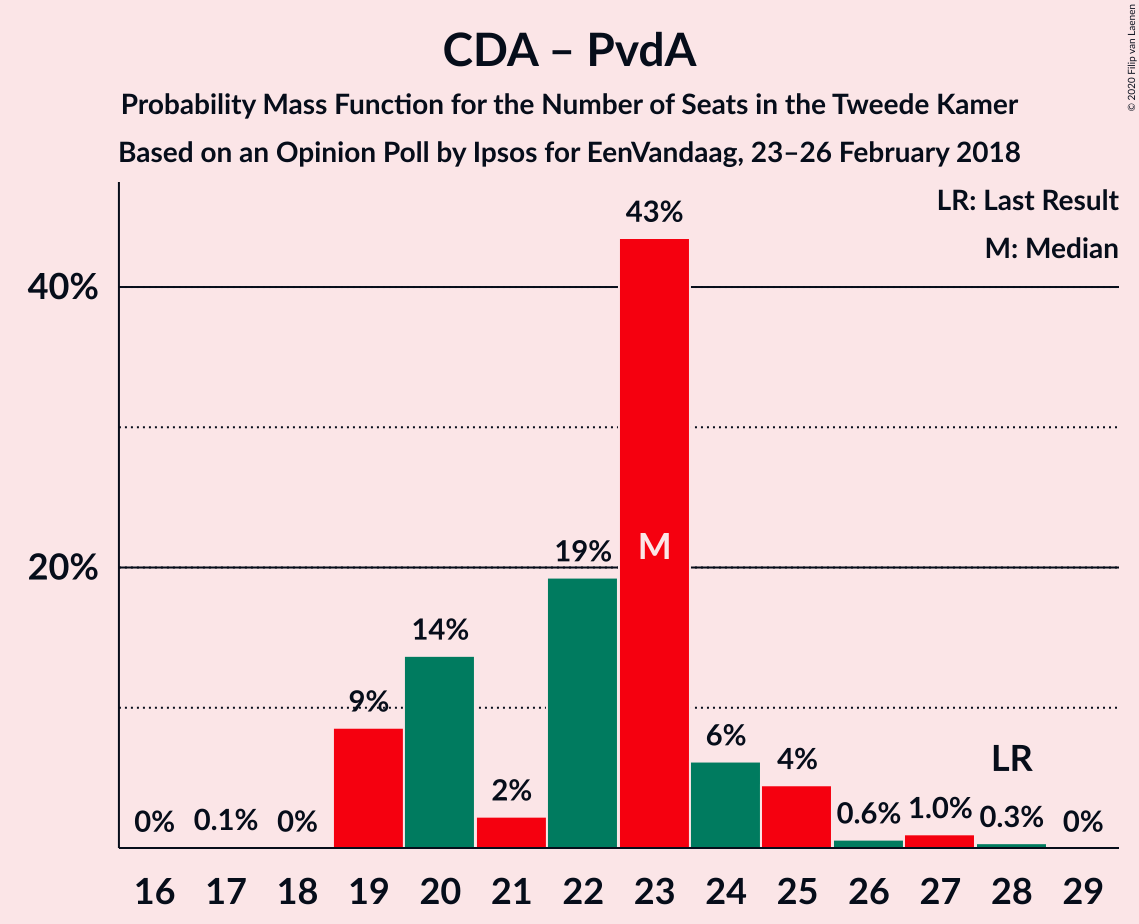 CDA – PvdA
Probability Mass Function for the Number of Seats in the Tweede Kamer
Based on an Opinion Poll by Ipsos for EenVandaag, 23–26 February 2018
© 2020 Filip van Laenen
LR: Last Result
M: Median
43%
40%
M
19%
20%
14%
9%
6%
4%
LR
2%
0% 0.1% 0% 0.6% 1.0% 0.3% 0%
16 17 18 19 20 21 22 23 24 25 26 27 28 29